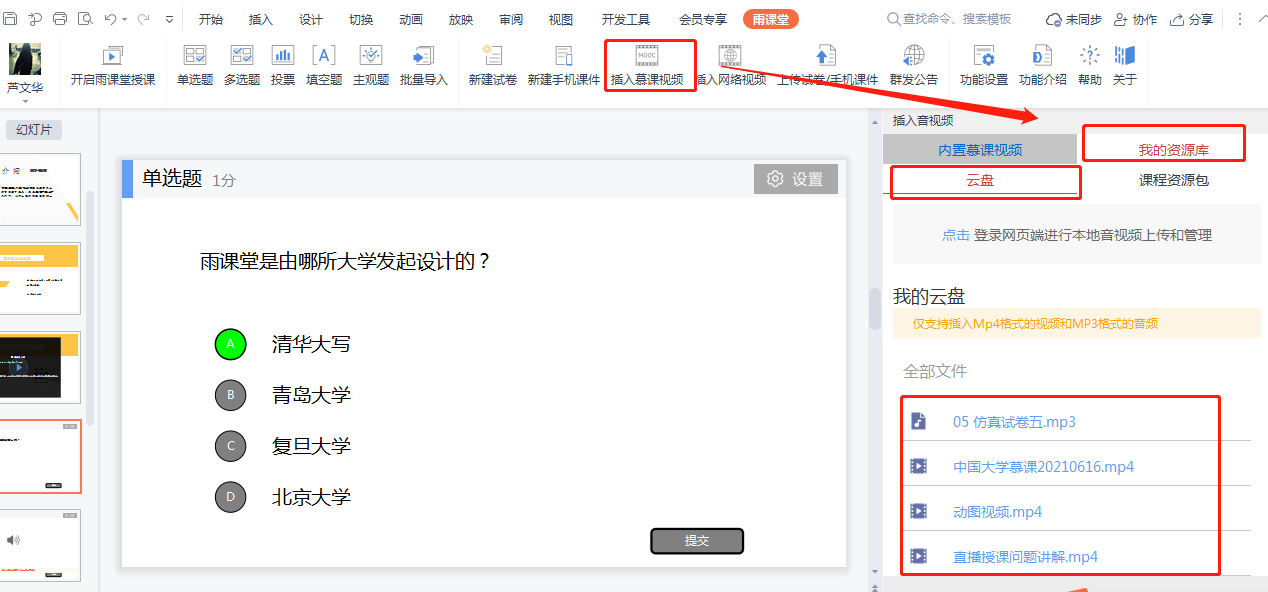 开始 插入 设计 切换 动画 放映 审阅 视图 开发工具 会员专享 雨课堂 查找命令、搜索模板 未同步 协作 分享
芦文华 开启雨课堂授课 单选题 多选题 投票 填空题 主观题 批量导入 新建试卷 新建手机课件 插入慕课视频 插入网络视频 上传试卷/手机课件 群发公告 功能设置 功能介绍 帮助 关于
MOOC
幻灯片
单选题 1分
设置
雨课堂是由哪所大学发起设计的？
A 清华大写
B 青岛大学
C 复旦大学
D 北京大学
提交
插入音视频
内置慕课视频 我的资源库
云盘 课程资源包
点击 登录网页端进行本地音视频上传和管理
我的云盘
仅支持插入Mp4格式的视频和MP3格式的音频
全部文件
05 仿真试卷五.mp3
中国大学慕课20210616.mp4
动图视频.mp4
直播授课问题讲解.mp4